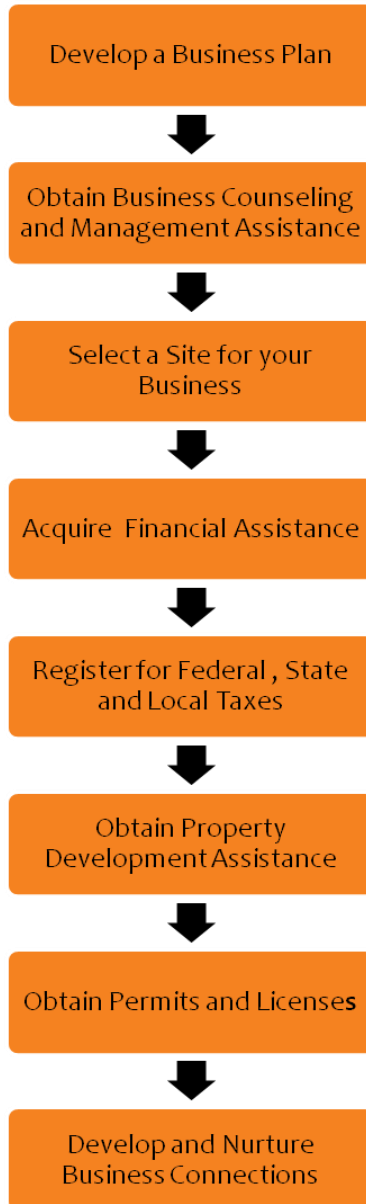 Develop a Business Plan
Obtain Business Counseling
and Management Assistance
Select a Site for your
Business
Acquire  Financial Assistance
Register for Federal , State
and Local Taxes
Obtain Property
Development Assistance
Obtain Permits and Licenses
Develop and Nurture
Business Connections